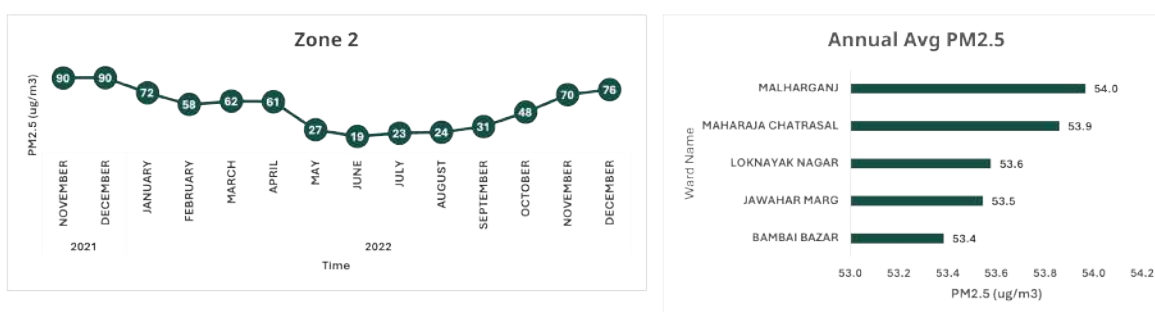 Zone 2
PM2.5 (ug/m3)
90 90 72 58 62 61 27 19 23 24 31 48 70 76
NOVEMBER DECEMBER JANUARY FEBRUARY MARCH APRIL MAY JUNE JULY AUGUST SEPTEMBER OCTOBER NOVEMBER DECEMBER
2021 2022
Time
Annual Avg PM2.5
Ward Name
MALHARGANJ 54.0
MAHARAJA CHATRASAL 53.9
LOKNAYAK NAGAR 53.6
JAWAHAR MARG 53.5
BAMBAI BAZAR 53.4
53.0 53.2 53.4 53.6 53.8 54.0 54.2
PM2.5 (ug/m3)